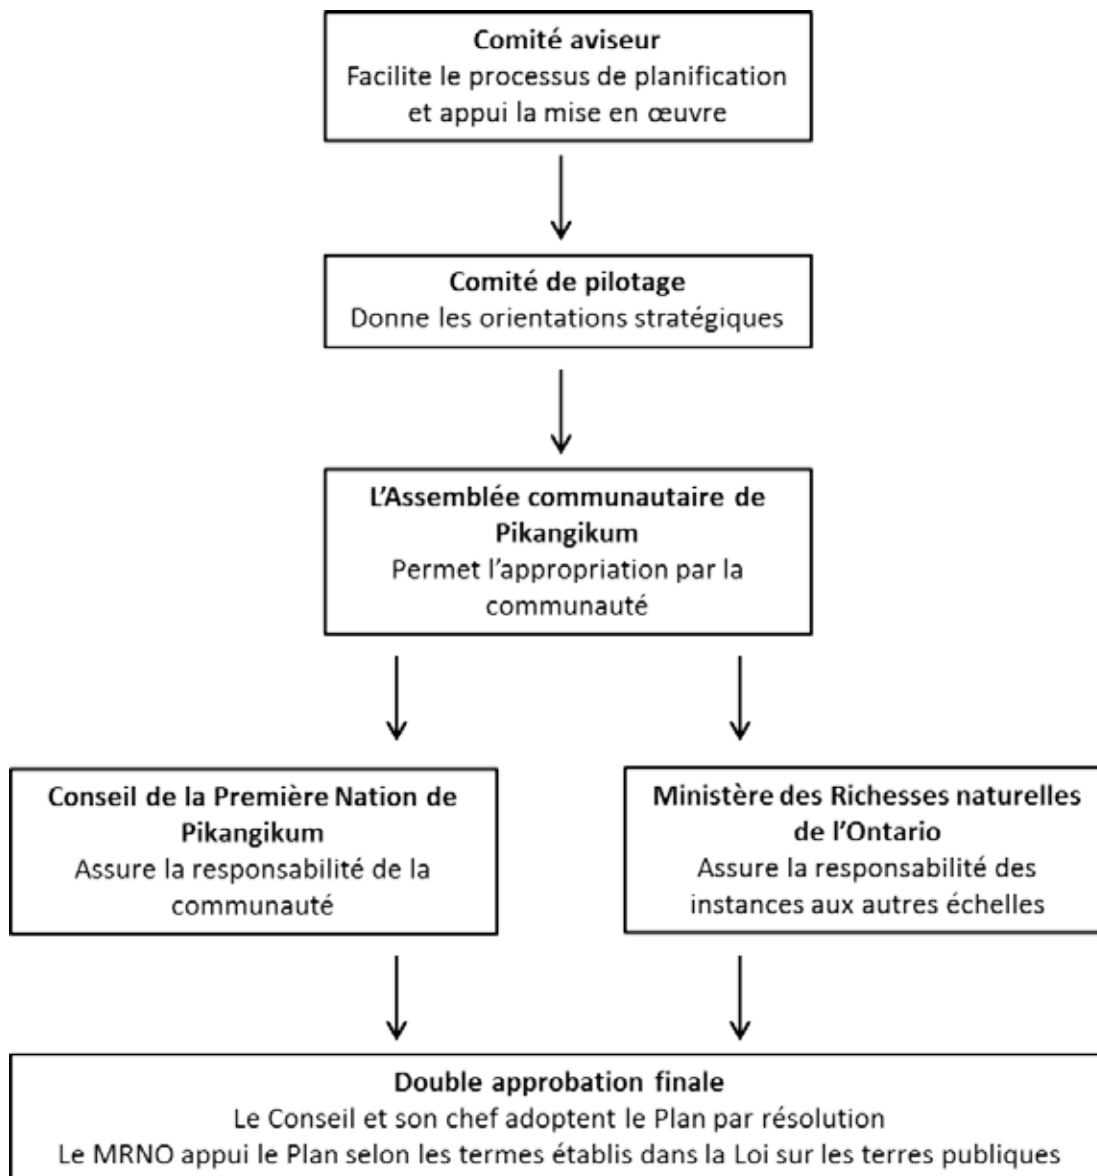 Comité aviseur
Facilite le processus de planification
et appui la mise en œuvre
Comité de pilotage
Donne les orientations stratégiques
L'Assemblée communautaire de
Pikangikum
Permet l'appropriation par la
communauté
Conseil de la Première Nation de
Pikangikum
Assure la responsabilité de la
communauté
Ministère des Richesses naturelles
de l'Ontario
Assure la responsabilité des
instances aux autres échelles
Double approbation finale
Le Conseil et son chef adoptent le Plan par résolution
Le MRNO appui le Plan selon les termes établis dans la Loi sur les terres publiques